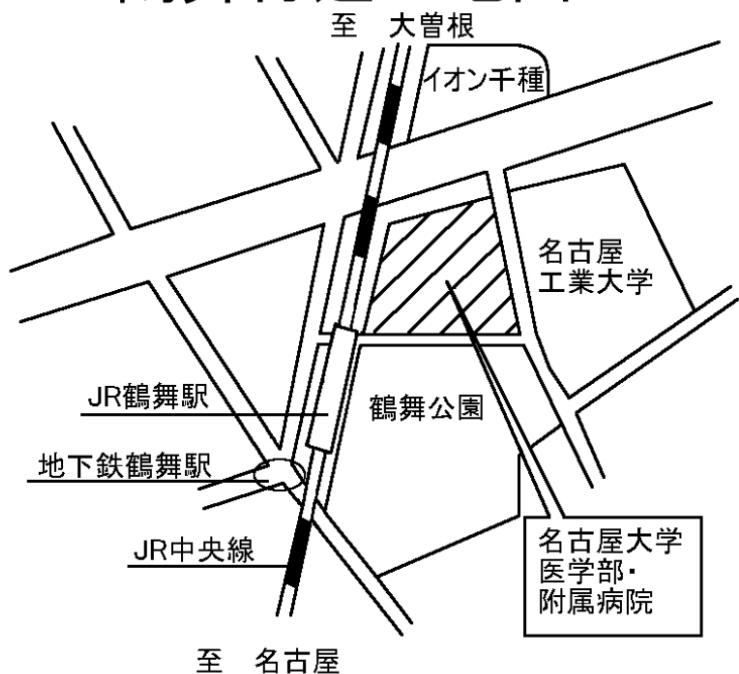 至 大曽根
イオン千種
名古屋
工業大学
JR鶴舞駅
鶴舞公園
地下鉄鶴舞駅
JR中央線
名古屋大学
医学部・
附属病院
至 名古屋